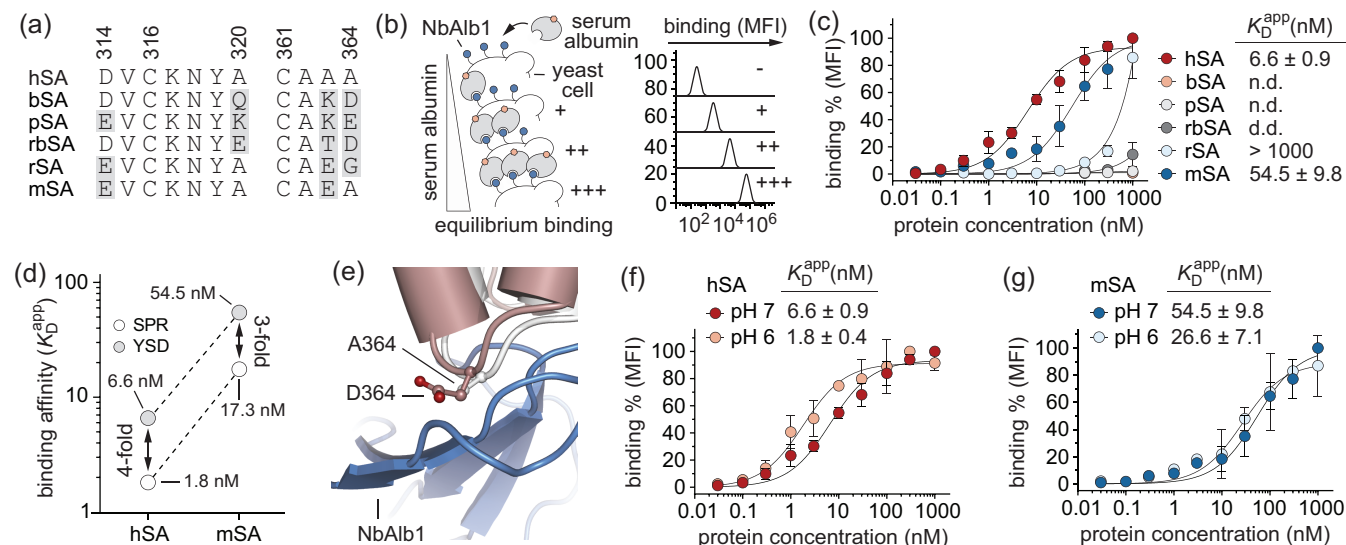 (a)
314 316 320 361 364
hSA D V C K N Y A C A A A
bSA D V C K N Y Q C A K D
pSA E V C K N Y K C A K E
rbSA D V C K N Y E C A T D
rSA E V C K N Y A C A E G
mSA E V C K N Y A C A E A
(b)
NbAlb1
serum
albumin
yeast
cell
+
++
+++
serum albumin
equilibrium binding
binding (MFI)
100
80
-
60
+
40
++
20
+++
0
10² 10⁴ 10⁶
(c)
binding % (MFI)
100
80
60
40
20
0
0.01 0.1 1 10 100 1000
protein concentration (nM)
K_D^app (nM)
hSA 6.6 ± 0.9
bSA n.d.
pSA n.d.
rbSA d.d.
rSA > 1000
mSA 54.5 ± 9.8
(d)
binding affinity (K_D^app)
100
10
1
54.5 nM
SPR
YSD
3-fold
6.6 nM
17.3 nM
4-fold
1.8 nM
hSA mSA
(e)
A364
D364
NbAlb1
(f)
hSA K_D^app (nM)
pH 7 6.6 ± 0.9
pH 6 1.8 ± 0.4
binding % (MFI)
100
80
60
40
20
0
0.01 0.1 1 10 100 1000
protein concentration (nM)
(g)
mSA K_D^app (nM)
pH 7 54.5 ± 9.8
pH 6 26.6 ± 7.1
binding % (MFI)
100
80
60
40
20
0
0.01 0.1 1 10 100 1000
protein concentration (nM)